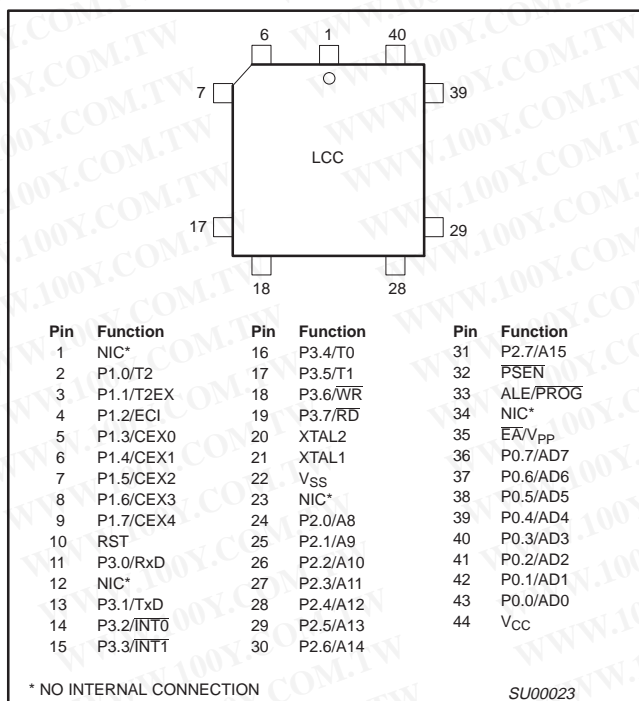 6 1 40
7 39
LCC
17 29
18 28
Pin Function Pin Function Pin Function
1 NIC* 16 P3.4/T0 31 P2.7/A15
2 P1.0/T2 17 P3.5/T1 32 P̅S̅E̅N̅
3 P1.1/T2EX 18 P3.6/W̅R̅ 33 ALE/P̅R̅O̅G̅
4 P1.2/ECI 19 P3.7/R̅D̅ 34 NIC*
5 P1.3/CEX0 20 XTAL2 35 E̅A̅/VPP
6 P1.4/CEX1 21 XTAL1 36 P0.7/AD7
7 P1.5/CEX2 22 VSS 37 P0.6/AD6
8 P1.6/CEX3 23 NIC* 38 P0.5/AD5
9 P1.7/CEX4 24 P2.0/A8 39 P0.4/AD4
10 RST 25 P2.1/A9 40 P0.3/AD3
11 P3.0/RxD 26 P2.2/A10 41 P0.2/AD2
12 NIC* 27 P2.3/A11 42 P0.1/AD1
13 P3.1/TxD 28 P2.4/A12 43 P0.0/AD0
14 P3.2/I̅N̅T̅0̅ 29 P2.5/A13 44 VCC
15 P3.3/I̅N̅T̅1̅ 30 P2.6/A14
* NO INTERNAL CONNECTION SU00023
WWW.100Y.COM.TW